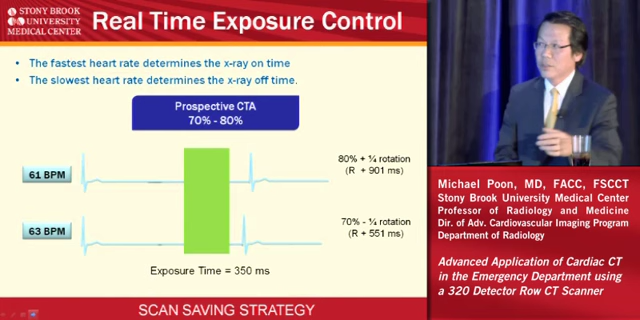 STONY BROOK
UNIVERSITY
MEDICAL CENTER
Real Time Exposure Control
• The fastest heart rate determines the x-ray on time
• The slowest heart rate determines the x-ray off time.
Prospective CTA
70% - 80%
61 BPM
80% + ¼ rotation
(R + 901 ms)
63 BPM
70% - ¼ rotation
(R + 551 ms)
Exposure Time = 350 ms
SCAN SAVING STRATEGY
Michael Poon, MD, FACC, FSCCT
Stony Brook University Medical Center
Professor of Radiology and Medicine
Dir. of Adv. Cardiovascular Imaging Program
Department of Radiology
Advanced Application of Cardiac CT
in the Emergency Department using
a 320 Detector Row CT Scanner